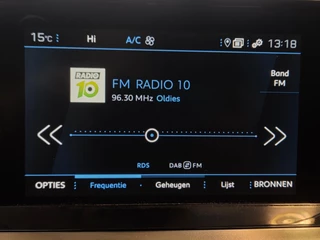 15°C Hi A/C 13:18
RADIO
10
FM RADIO 10
96.30 MHz Oldies
Band
FM
RDS DAB FM
OPTIES Frequentie Geheugen Lijst BRONNEN